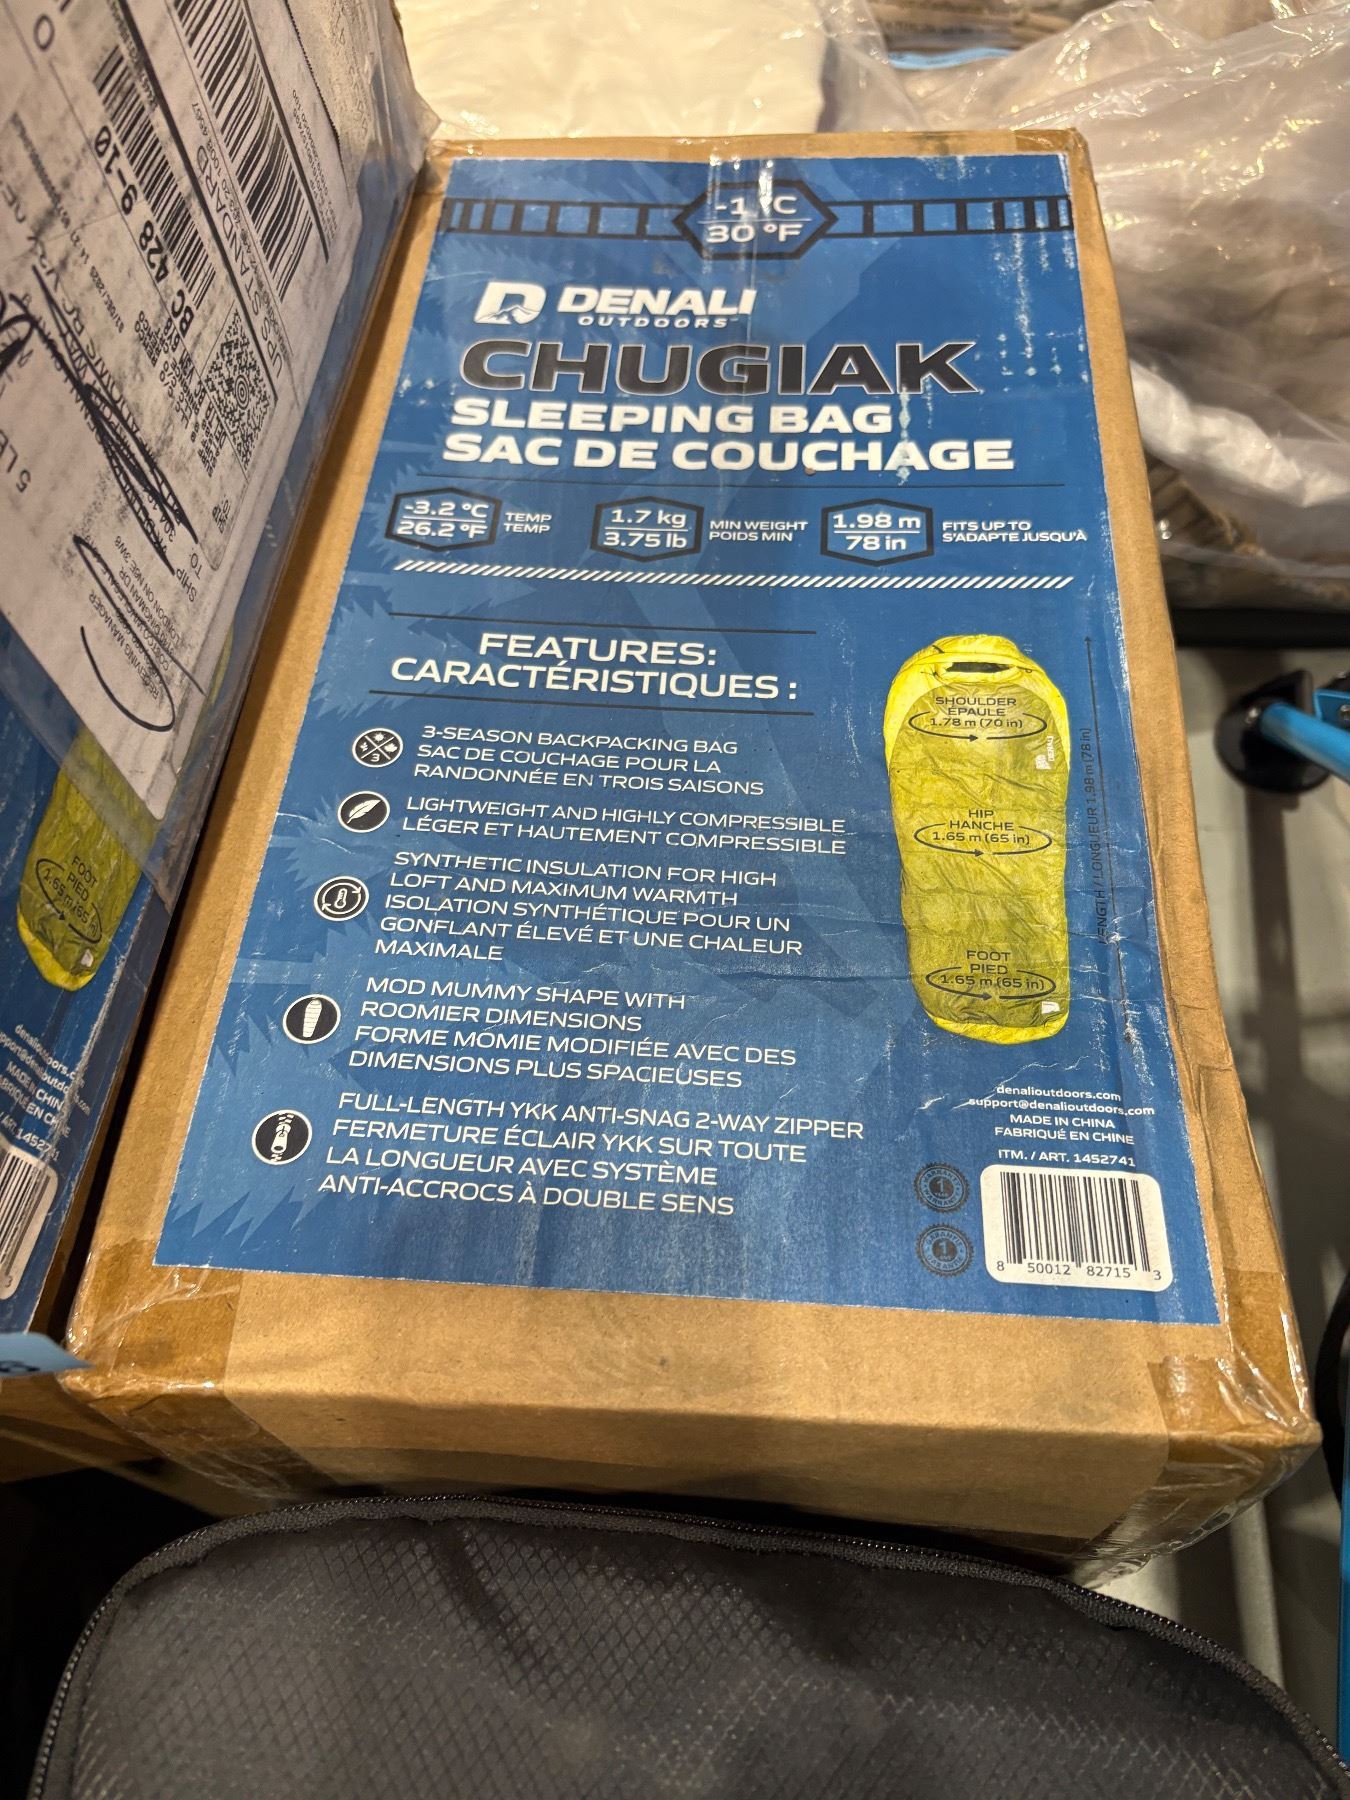 -1 °C
30 °F
DENALI
OUTDOORS
CHUGIAK
SLEEPING BAG
SAC DE COUCHAGE
-3.2 °C
26.2 °F
TEMP
TEMP
1.7 kg
3.75 lb
MIN WEIGHT
POIDS MIN
1.98 m
78 in
FITS UP TO
S'ADAPTE JUSQU'À
FEATURES:
CARACTÉRISTIQUES :
3-SEASON BACKPACKING BAG
SAC DE COUCHAGE POUR LA
RANDONNÉE EN TROIS SAISONS
LIGHTWEIGHT AND HIGHLY COMPRESSIBLE
LÉGER ET HAUTEMENT COMPRESSIBLE
SYNTHETIC INSULATION FOR HIGH
LOFT AND MAXIMUM WARMTH
ISOLATION SYNTHÉTIQUE POUR UN
GONFLANT ÉLEVÉ ET UNE CHALEUR
MAXIMALE
MOD MUMMY SHAPE WITH
ROOMIER DIMENSIONS
FORME MOMIE MODIFIÉE AVEC DES
DIMENSIONS PLUS SPACIEUSES
FULL-LENGTH YKK ANTI-SNAG 2-WAY ZIPPER
FERMETURE ÉCLAIR YKK SUR TOUTE
LA LONGUEUR AVEC SYSTÈME
ANTI-ACCROCS À DOUBLE SENS
SHOULDER
ÉPAULE
1.78 m (70 in)
HIP
HANCHE
1.65 m (65 in)
FOOT
PIED
1.65 m (65 in)
LENGTH / LONGUEUR 1.98 m (78 in)
denalioutdoors.com
support@denalioutdoors.com
MADE IN CHINA
FABRIQUÉ EN CHINE
ITM. / ART. 1452741
8 50012 82715 3
BC 428 9-10
UPS STANDARD
5 LB
SHIP
TO:
RECEIVING MANAGER
FOOT
PIED